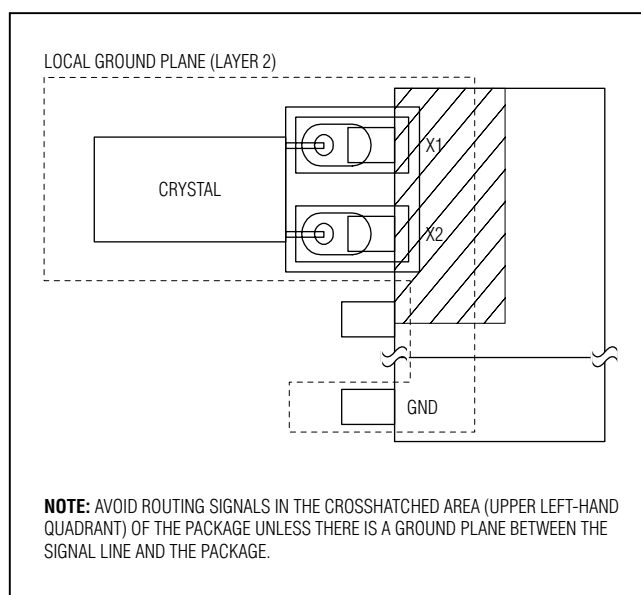 LOCAL GROUND PLANE (LAYER 2)
X1
CRYSTAL
X2
GND
NOTE: AVOID ROUTING SIGNALS IN THE CROSSHATCHED AREA (UPPER LEFT-HAND
QUADRANT) OF THE PACKAGE UNLESS THERE IS A GROUND PLANE BETWEEN THE
SIGNAL LINE AND THE PACKAGE.